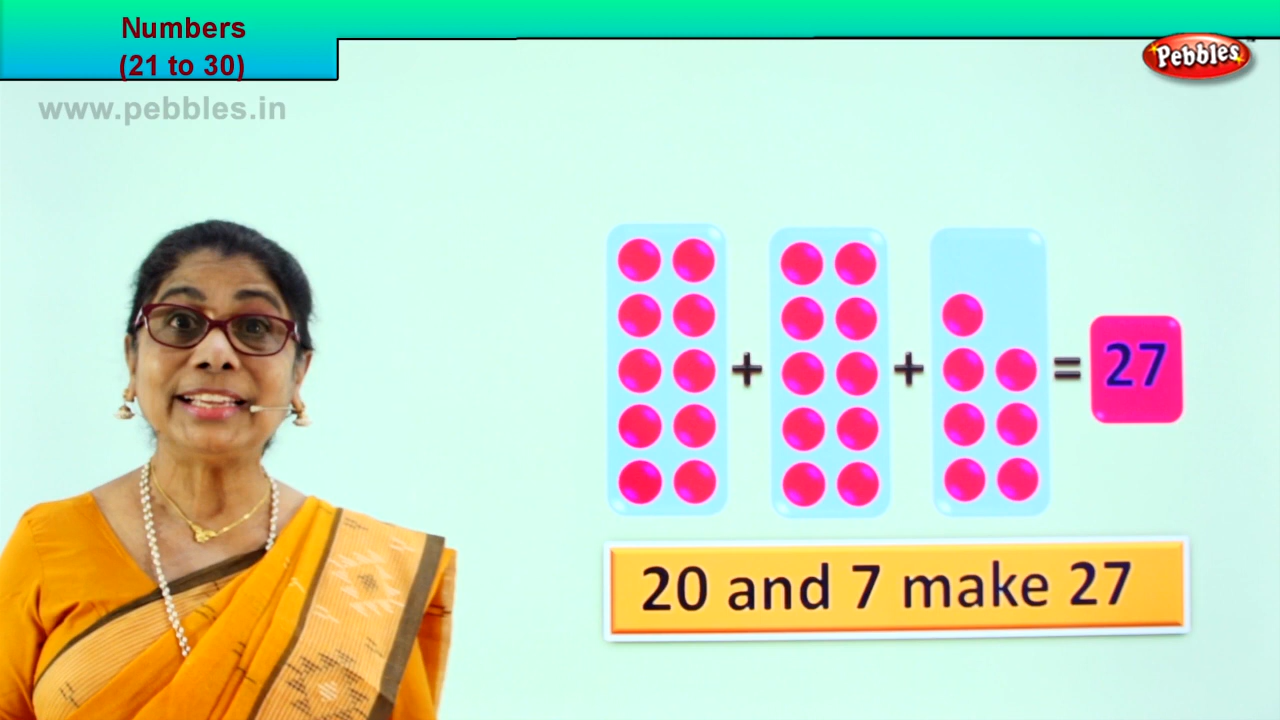 Numbers
(21 to 30)
Pebbles
www.pebbles.in
+ + = 27
20 and 7 make 27